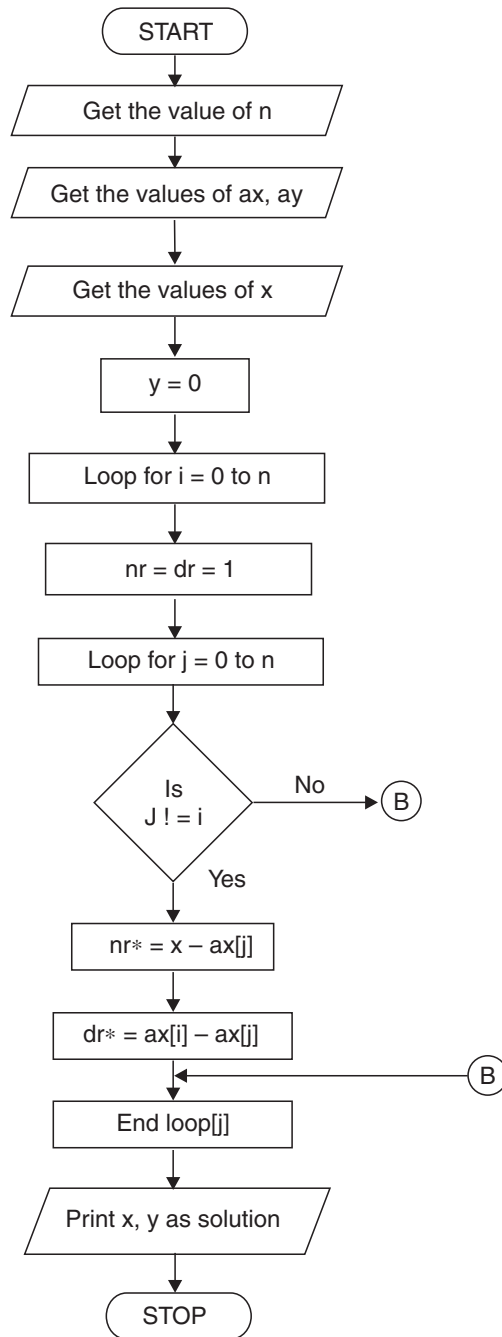 START
Get the value of n
Get the values of ax, ay
Get the values of x
y = 0
Loop for i = 0 to n
nr = dr = 1
Loop for j = 0 to n
Is
J ! = i
No
B
Yes
nr* = x – ax[j]
dr* = ax[i] – ax[j]
B
End loop[j]
Print x, y as solution
STOP